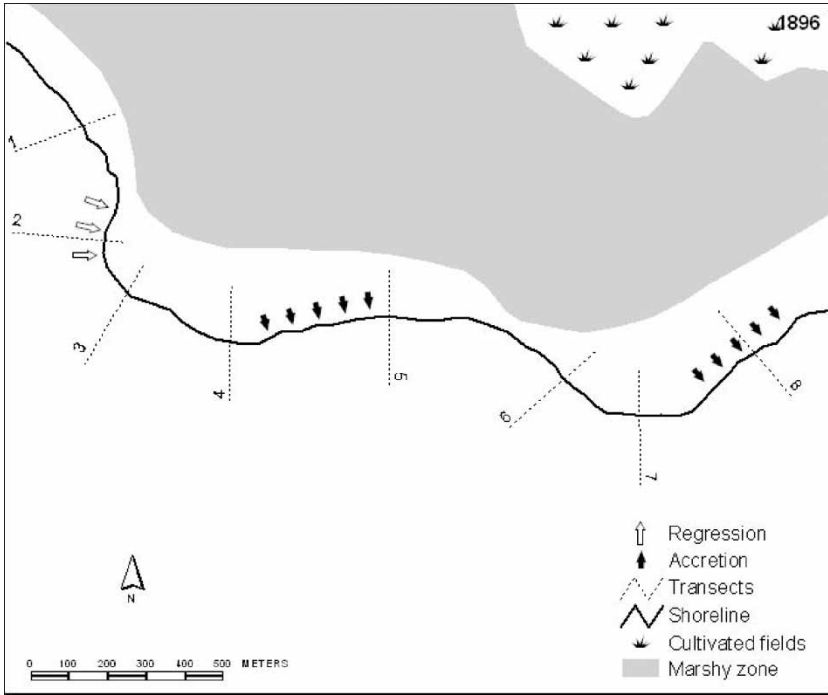 1896
1
2
3
4
5
6
7
8
Regression
Accretion
Transects
Shoreline
Cultivated fields
Marshy zone
N
0 100 200 300 400 500 METERS